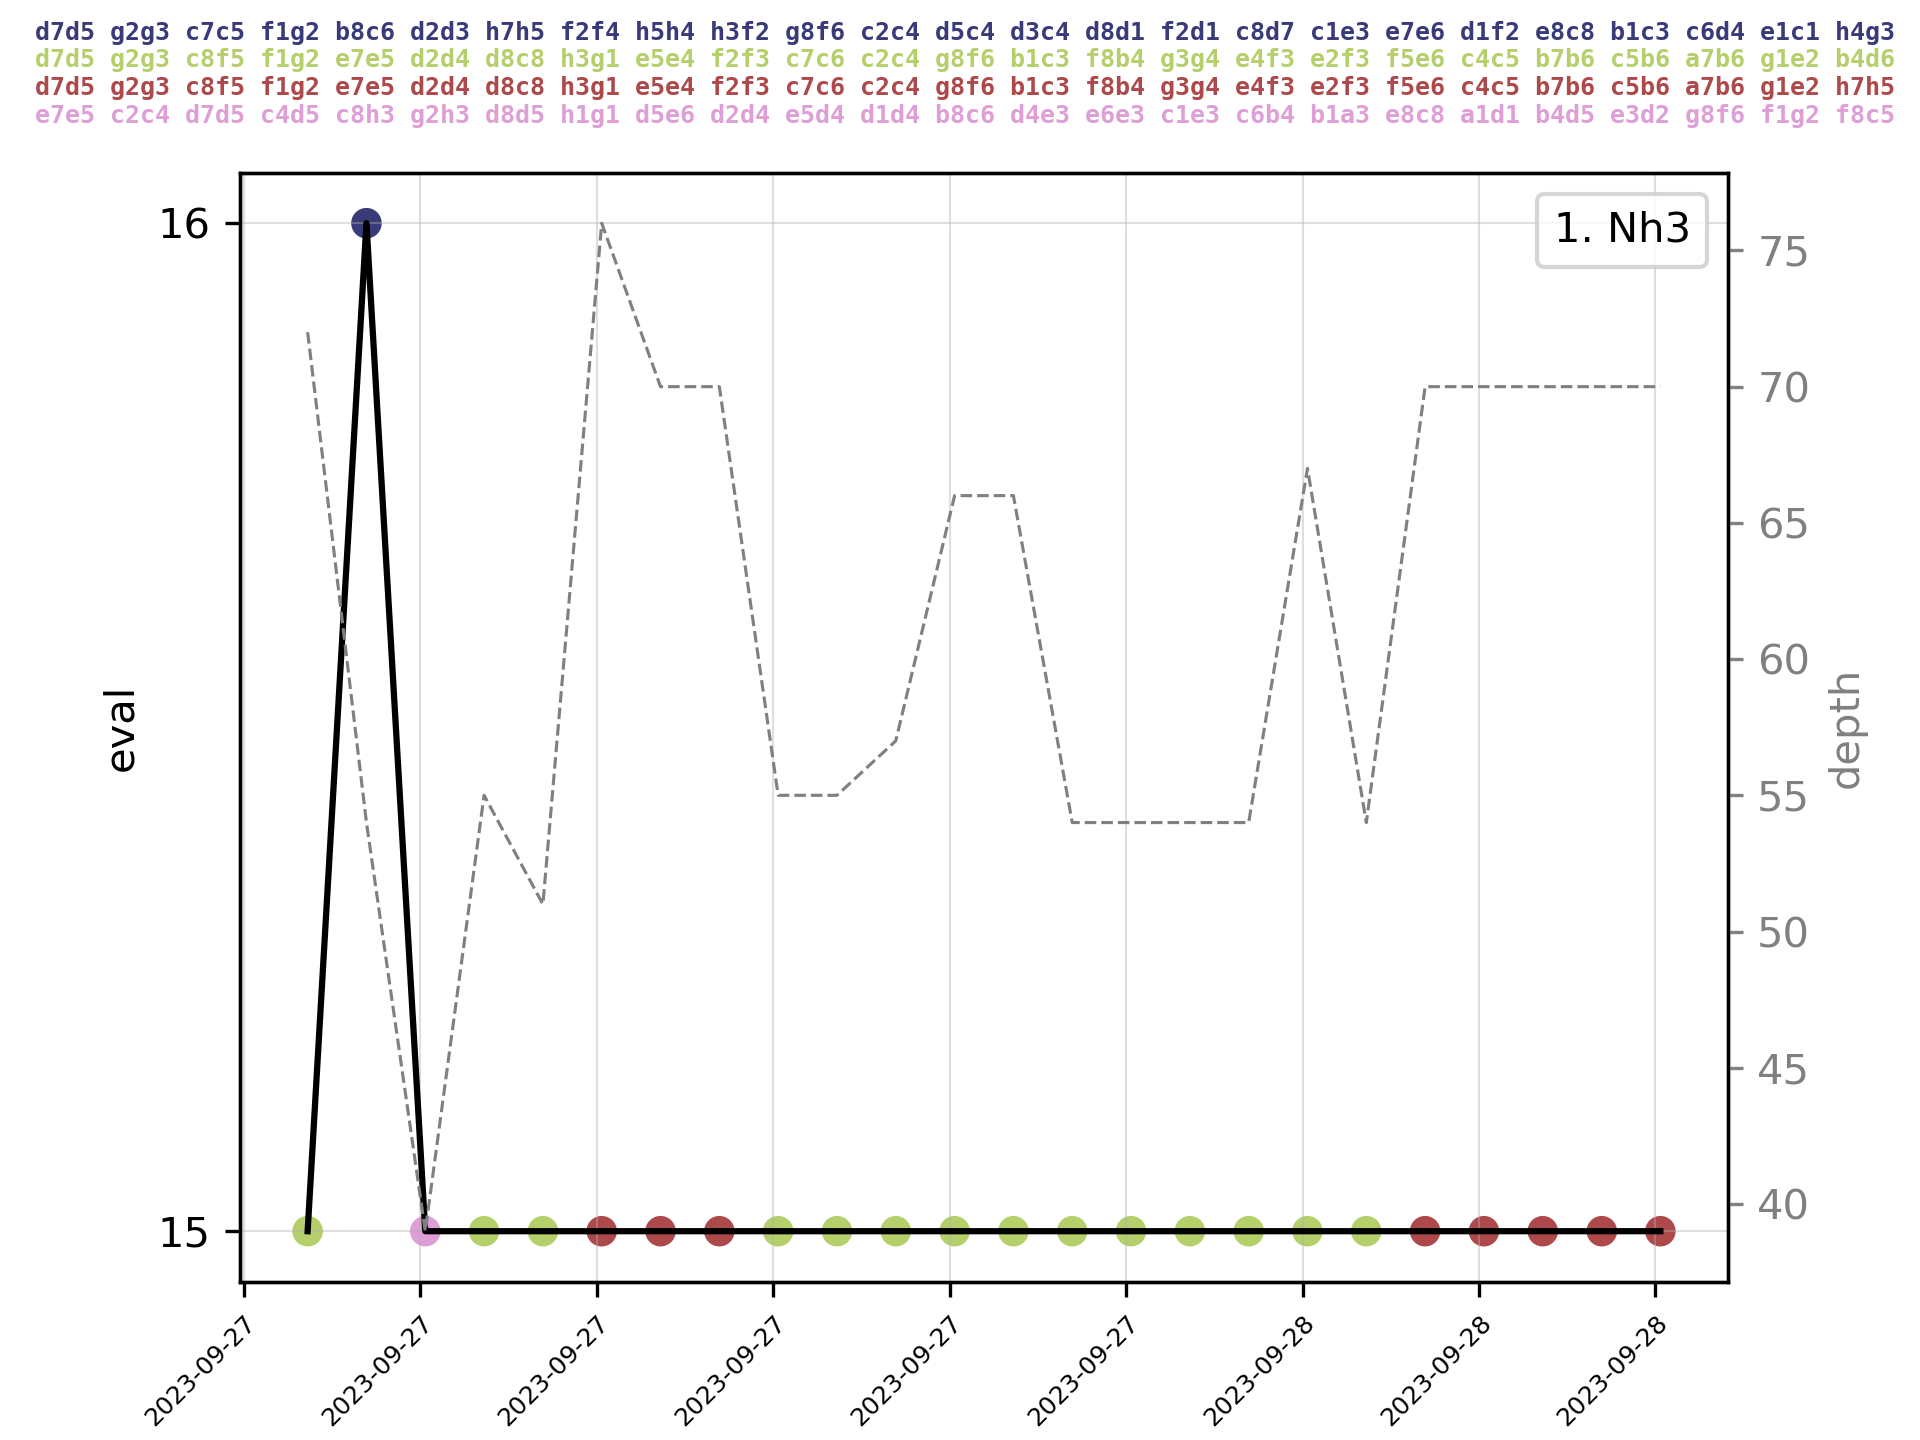 d7d5 g2g3 c7c5 f1g2 b8c6 d2d3 h7h5 f2f4 h5h4 h3f2 g8f6 c2c4 d5c4 d3c4 d8d1 f2d1 c8d7 c1e3 e7e6 d1f2 e8c8 b1c3 c6d4 e1c1 h4g3
d7d5 g2g3 c8f5 f1g2 e7e5 d2d4 d8c8 h3g1 e5e4 f2f3 c7c6 c2c4 g8f6 b1c3 f8b4 g3g4 e4f3 e2f3 f5e6 c4c5 b7b6 c5b6 a7b6 g1e2 b4d6
d7d5 g2g3 c8f5 f1g2 e7e5 d2d4 d8c8 h3g1 e5e4 f2f3 c7c6 c2c4 g8f6 b1c3 f8b4 g3g4 e4f3 e2f3 f5e6 c4c5 b7b6 c5b6 a7b6 g1e2 h7h5
e7e5 c2c4 d7d5 c4d5 c8h3 g2h3 d8d5 h1g1 d5e6 d2d4 e5d4 d1d4 b8c6 d4e3 e6e3 c1e3 c6b4 b1a3 e8c8 a1d1 b4d5 e3d2 g8f6 f1g2 f8c5
1. Nh3
16
15
eval
75
70
65
60
55
50
45
40
depth
2023-09-27
2023-09-27
2023-09-27
2023-09-27
2023-09-27
2023-09-27
2023-09-28
2023-09-28
2023-09-28